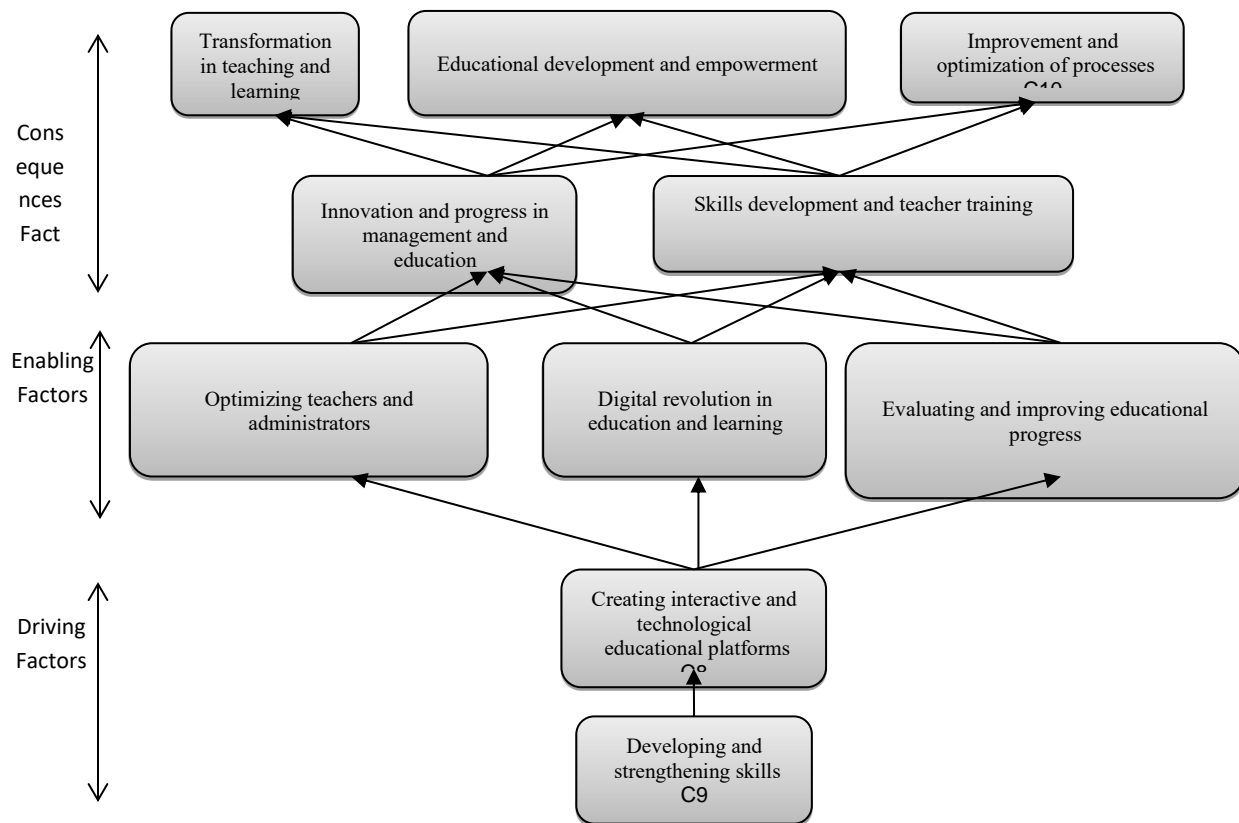 Transformation
in teaching and
learning
Educational development and empowerment
Improvement and
optimization of processes
C10
Cons
eque
nces
Fact
Innovation and progress in
management and
education
Skills development and teacher training
Enabling
Factors
Optimizing teachers and
administrators
Digital revolution in
education and learning
Evaluating and improving educational
progress
Driving
Factors
Creating interactive and
technological
educational platforms
Developing and
strengthening skills
C9